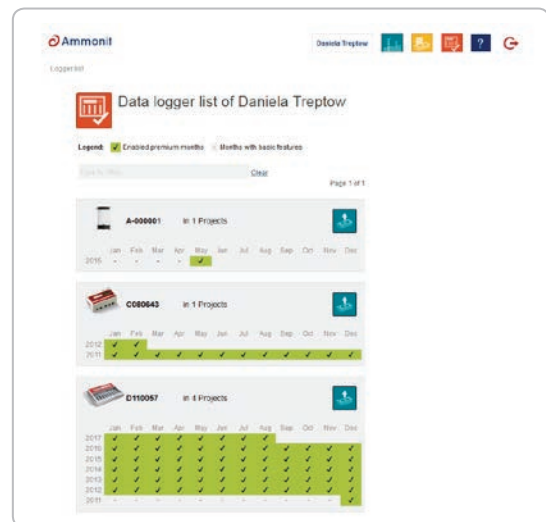 Ammonit
Daniela Treptow
?
Logger list
Data logger list of Daniela Treptow
Legend: ✓ Enabled premium months - Months with basic features
Clear
Page 1 of 1
A-000001 In 1 Projects
Jan Feb Mar Apr May Jun Jul Aug Sep Oct Nov Dec
- - - - ✓
C080643 In 1 Projects
Jan Feb Mar Apr May Jun Jul Aug Sep Oct Nov Dec
2012 ✓ ✓
2011 ✓ ✓ ✓ ✓ ✓ ✓ ✓ ✓ ✓ ✓ ✓ ✓
D110057 In 4 Projects
Jan Feb Mar Apr May Jun Jul Aug Sep Oct Nov Dec
2017 ✓ ✓ ✓ ✓ ✓ ✓ ✓ ✓
2016 ✓ ✓ ✓ ✓ ✓ ✓ ✓ ✓ ✓ ✓ ✓ ✓
2015 ✓ ✓ ✓ ✓ ✓ ✓ ✓ ✓ ✓ ✓ ✓ ✓
2014 ✓ ✓ ✓ ✓ ✓ ✓ ✓ ✓ ✓ ✓ ✓ ✓
2013 ✓ ✓ ✓ ✓ ✓ ✓ ✓ ✓ ✓ ✓ ✓ ✓
2012 ✓ ✓ ✓ ✓ ✓ ✓ ✓ ✓ ✓ ✓ ✓ ✓
2011 - - - - - - - - - - - ✓